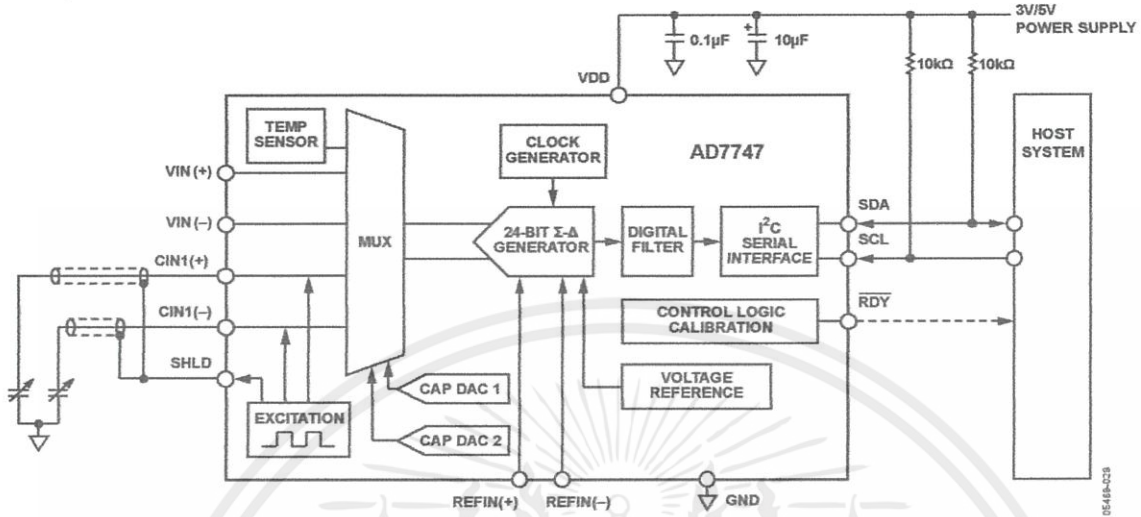 3V/5V
POWER SUPPLY
0.1µF
+
10µF
10kΩ
10kΩ
VDD
TEMP
SENSOR
CLOCK
GENERATOR
AD7747
HOST
SYSTEM
VIN(+)
VIN(–)
MUX
24-BIT Σ-Δ
GENERATOR
DIGITAL
FILTER
I²C
SERIAL
INTERFACE
SDA
SCL
CIN1(+)
CIN1(–)
SHLD
CONTROL LOGIC
CALIBRATION
RDY
VOLTAGE
REFERENCE
CAP DAC 1
CAP DAC 2
EXCITATION
REFIN(+)
REFIN(–)
GND
05469-029